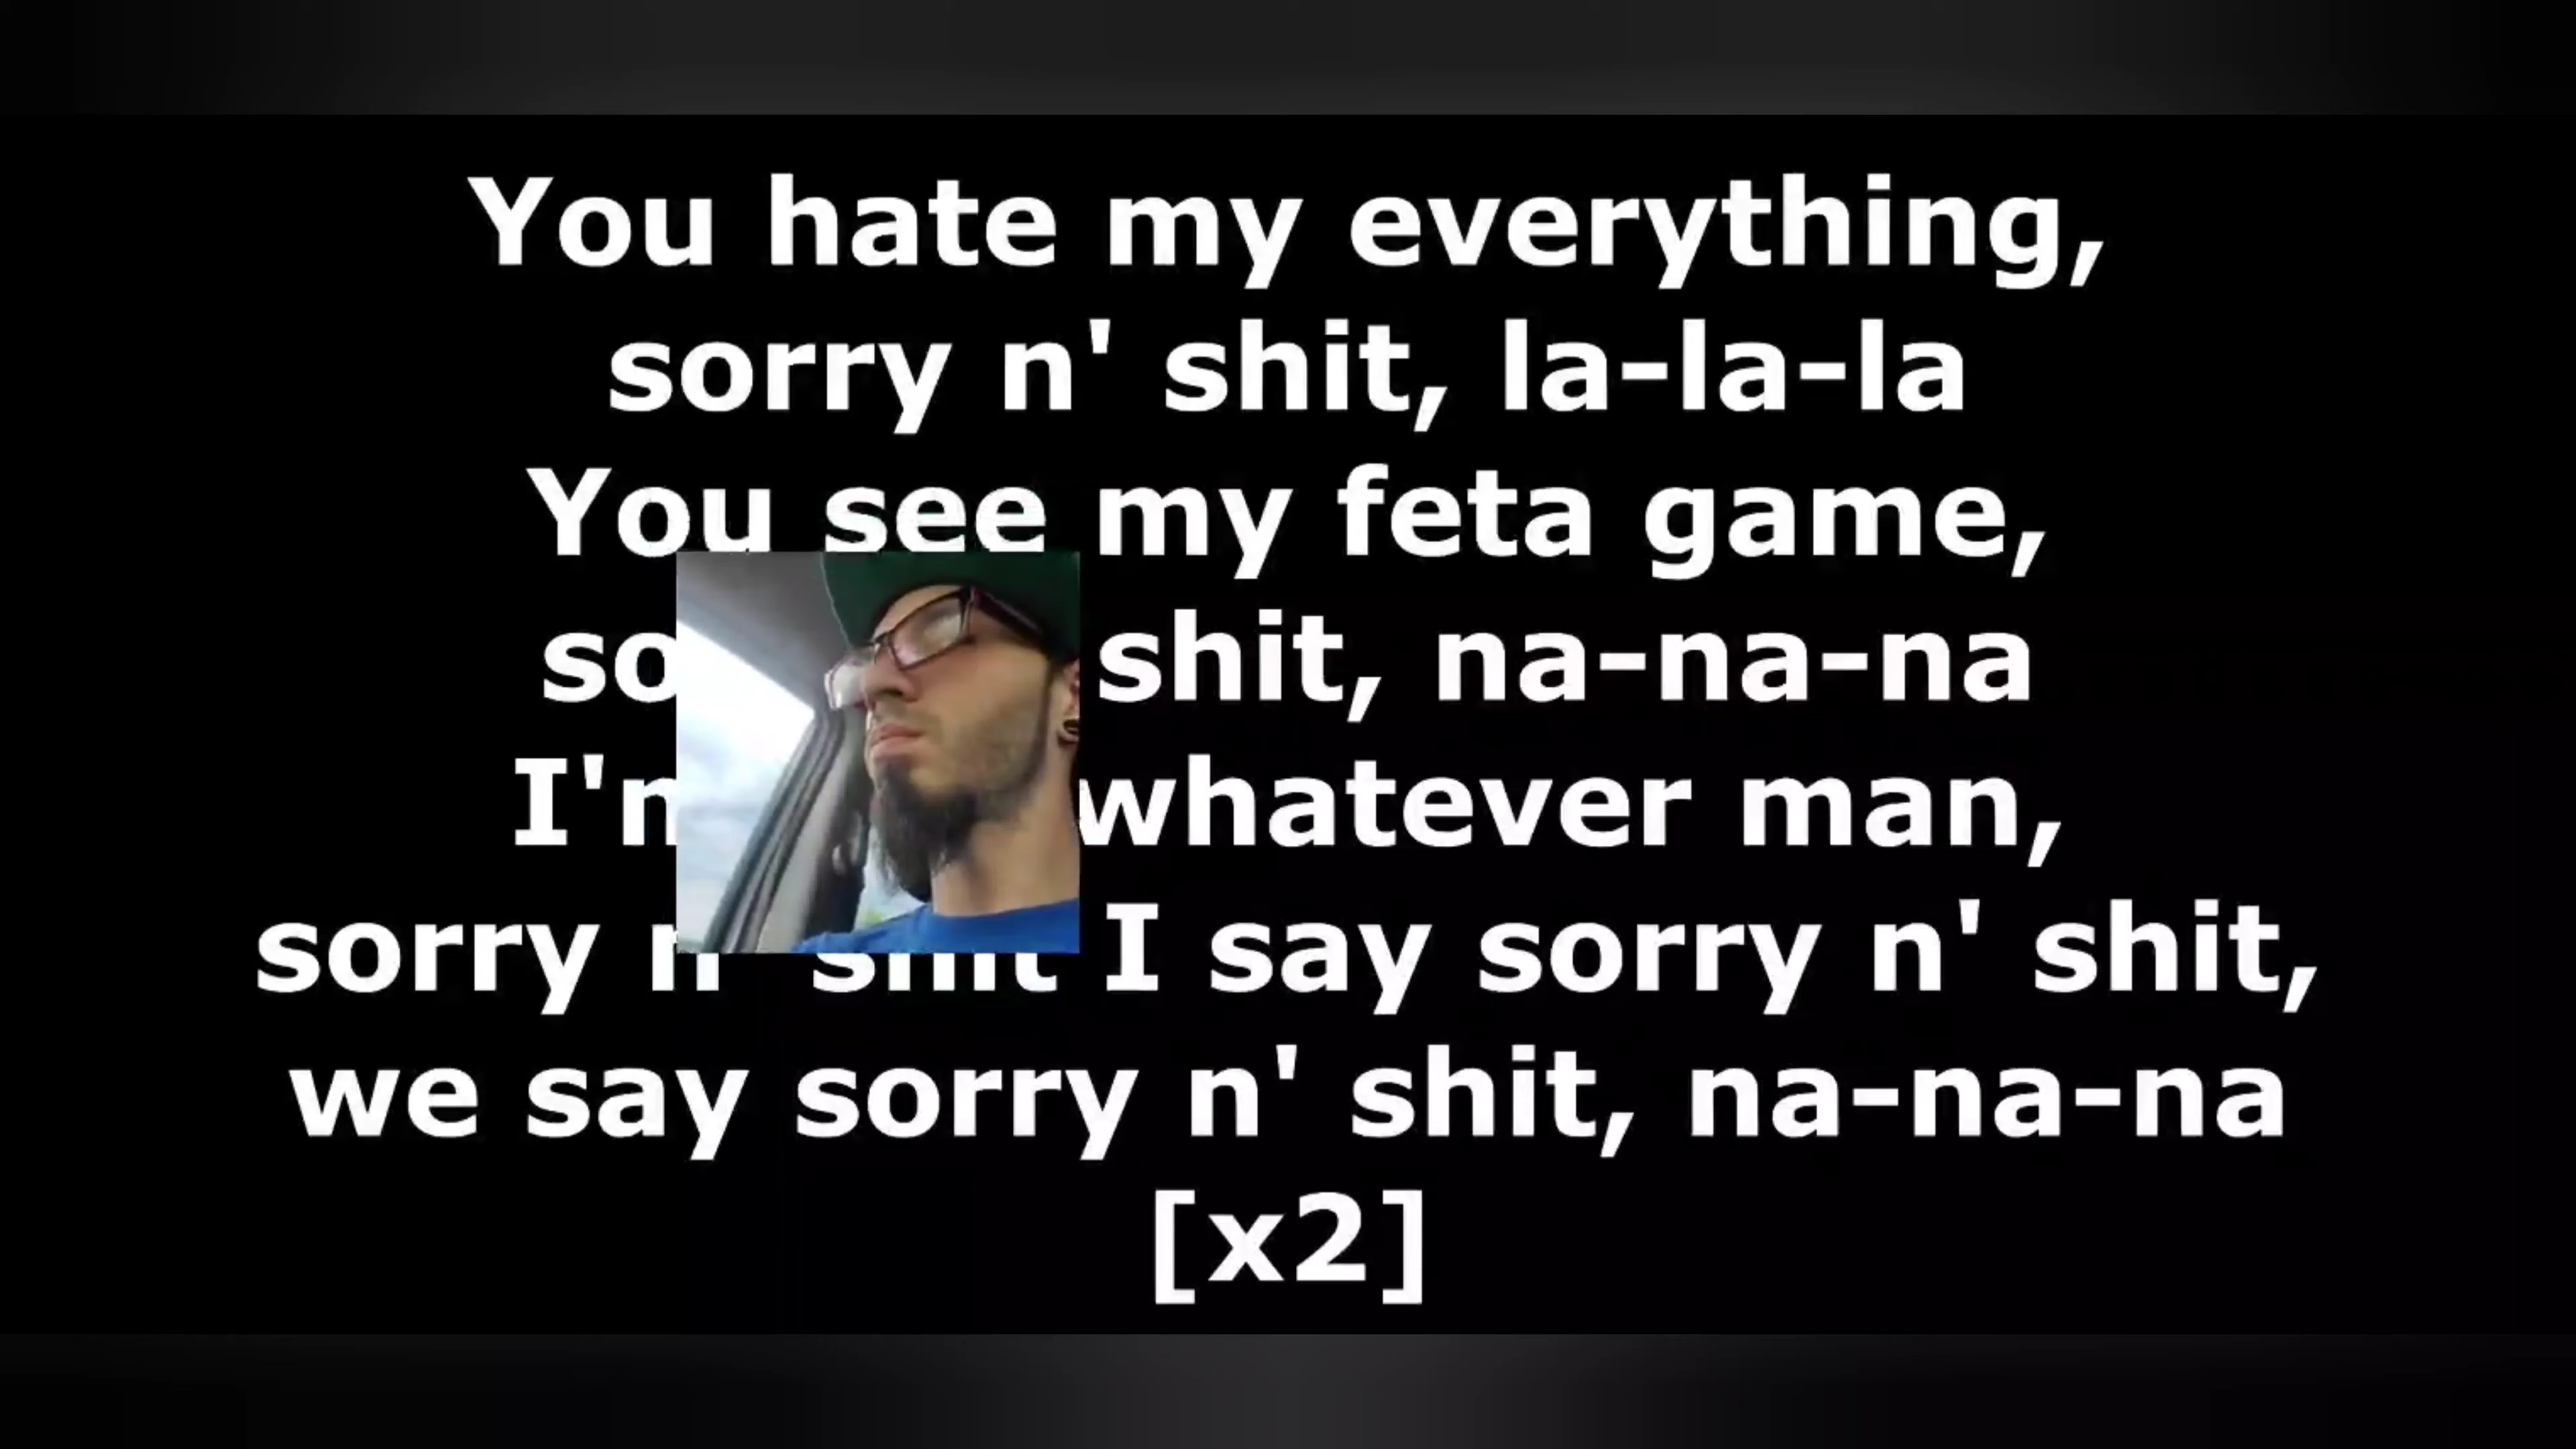 You hate my everything,
sorry n' shit, la-la-la
You see my feta game,
shit, na-na-na
whatever man,
sorry n' shit I say sorry n' shit,
we say sorry n' shit, na-na-na
[x2]